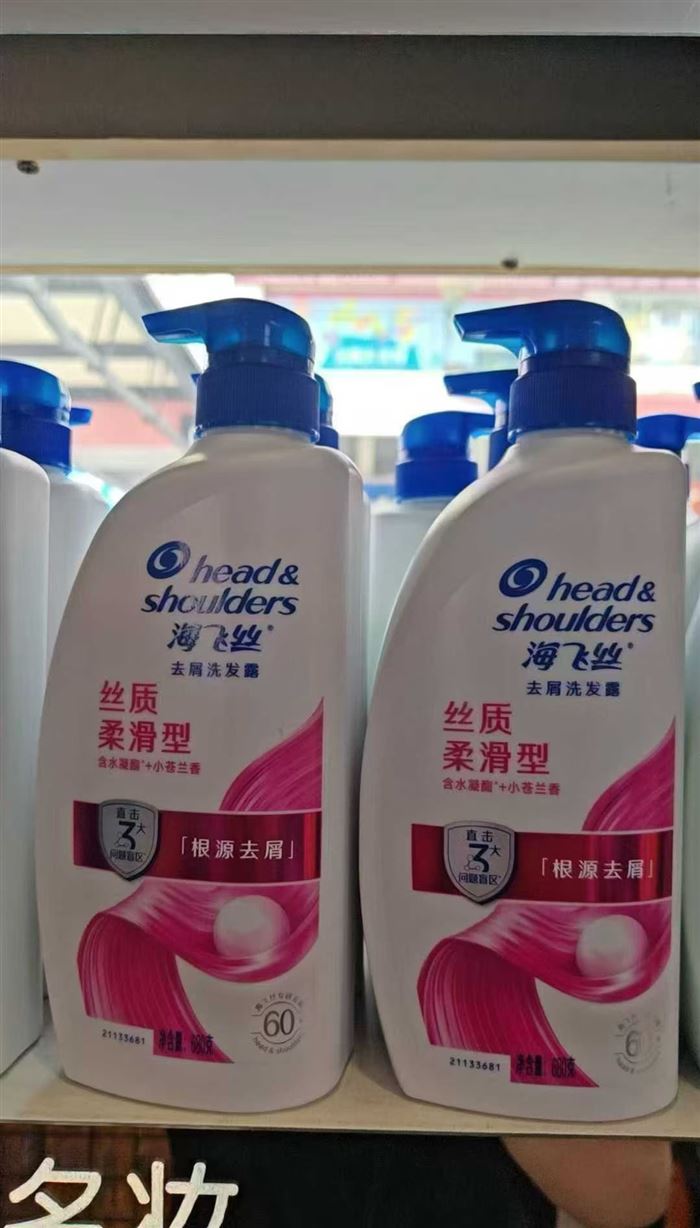 head &
shoulders
海飞丝®
去屑洗发露
丝质
柔滑型
含水凝酯*+小苍兰香
直击
3大
问题盲区
「根源去屑」
60
head & shoulders
21133681
净含量:680克
head &
shoulders
海飞丝®
去屑洗发露
丝质
柔滑型
含水凝酯*+小苍兰香
直击
3大
问题盲区
「根源去屑」
21133681
净含量:680克
名妆